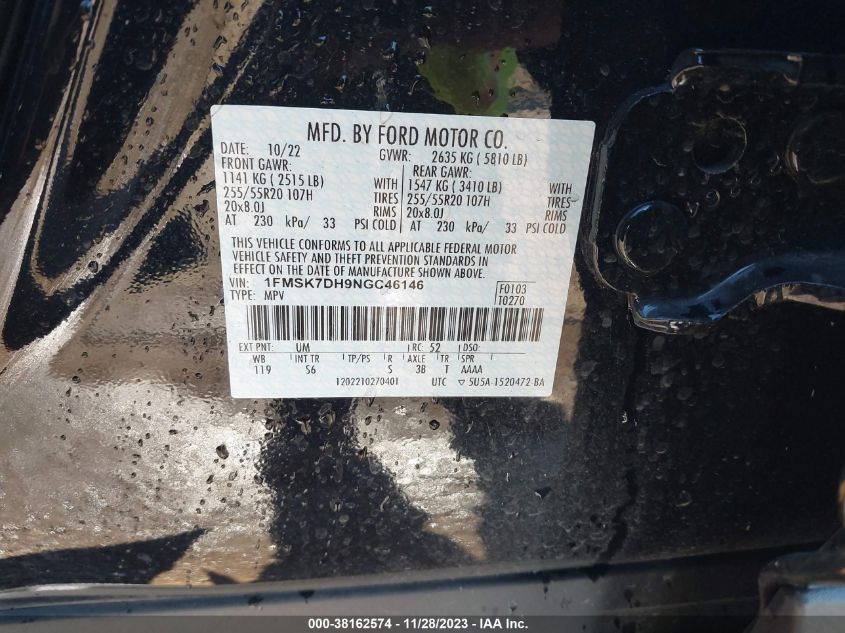 MFD. BY FORD MOTOR CO.
DATE: 10/22 GVWR: 2635 KG ( 5810 LB)
FRONT GAWR: REAR GAWR:
1141 KG ( 2515 LB) WITH 1547 KG ( 3410 LB) WITH
255/55R20 107H TIRES 255/55R20 107H TIRES
20x8.0J RIMS 20x8.0J RIMS
AT 230 kPa/ 33 PSI COLD AT 230 kPa/ 33 PSI COLD
THIS VEHICLE CONFORMS TO ALL APPLICABLE FEDERAL MOTOR
VEHICLE SAFETY AND THEFT PREVENTION STANDARDS IN
EFFECT ON THE DATE OF MANUFACTURE SHOWN ABOVE.
VIN: 1FMSK7DH9NGC46146 F0103
TYPE: MPV T0270
EXT PNT: UM RC: 52 DSO:
WB INT TR TP/PS R AXLE TR SPR
119 S6 S 3B T AAAA
1202210270401 UTC ▽ 5U5A-1520472-BA
000-38162574 - 11/28/2023 - IAAI.com